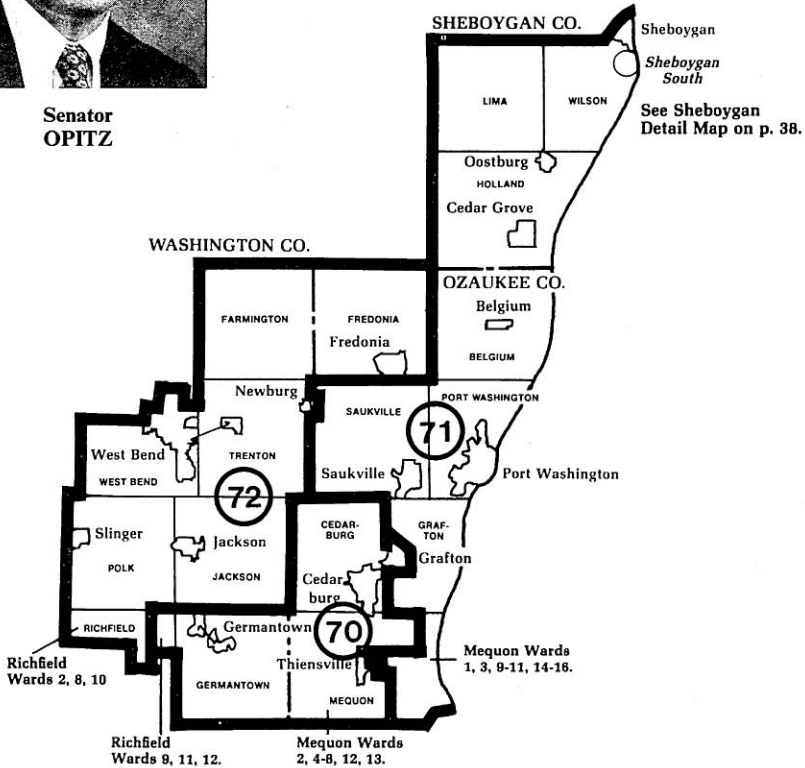 Senator
OPITZ
SHEBOYGAN CO.
Sheboygan
Sheboygan
South
See Sheboygan
Detail Map on p. 38.
LIMA
WILSON
Oostburg
HOLLAND
Cedar Grove
WASHINGTON CO.
OZAUKEE CO.
Belgium
BELGIUM
FARMINGTON
FREDONIA
Fredonia
Newburg
SAUKVILLE
PORT WASHINGTON
71
West Bend
WEST BEND
TRENTON
Saukville
Port Washington
72
Slinger
POLK
Jackson
JACKSON
CEDAR-
BURG
GRAF-
TON
Grafton
Cedar
burg
RICHFIELD
Germantown
70
Thiensville
GERMANTOWN
MEQUON
Richfield
Wards 2, 8, 10
Mequon Wards
1, 3, 9-11, 14-16.
Richfield
Wards 9, 11, 12.
Mequon Wards
2, 4-8, 12, 13.